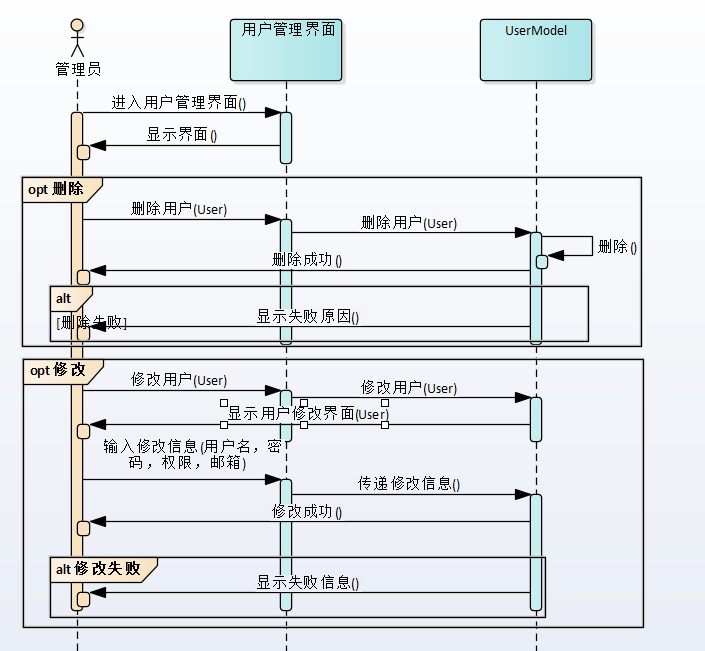 用户管理界面
UserModel
管理员
进入用户管理界面()
显示界面()
opt 删除
删除用户(User)
删除用户(User)
删除()
删除成功()
alt
[删除失败]
显示失败原因()
opt 修改
修改用户(User)
修改用户(User)
显示用户修改界面(User)
输入修改信息(用户名，密
码，权限，邮箱)
传递修改信息()
修改成功()
alt 修改失败
显示失败信息()